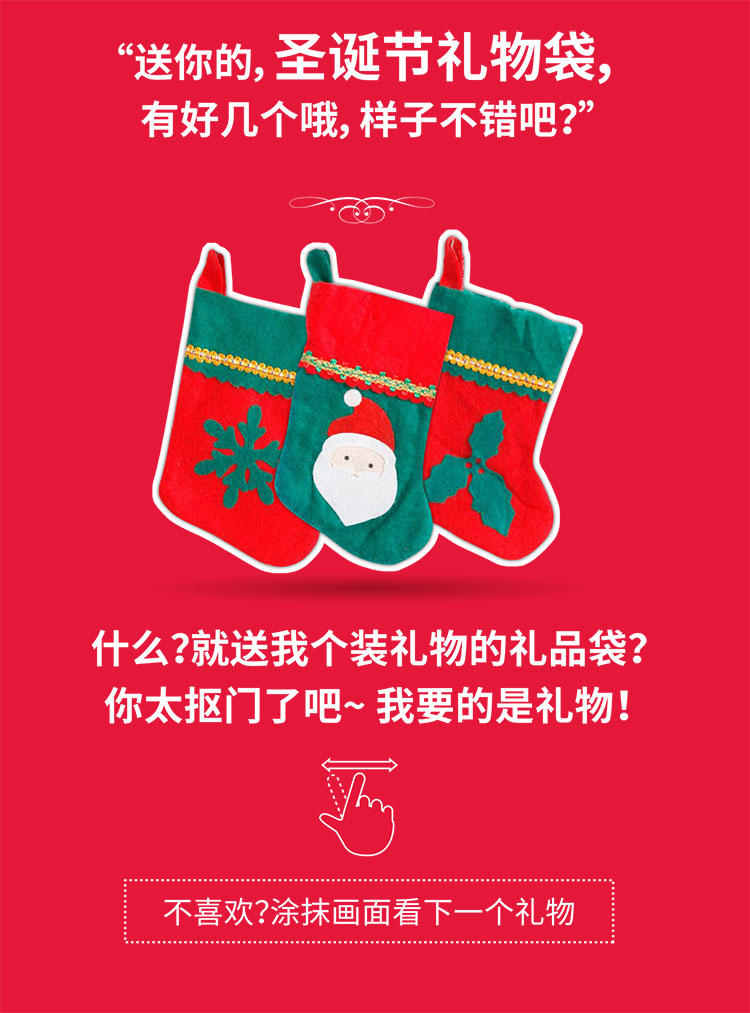 “送你的，圣诞节礼物袋，
有好几个哦，样子不错吧？”
什么？就送我个装礼物的礼品袋？
你太抠门了吧~ 我要的是礼物！
不喜欢？涂抹画面看下一个礼物